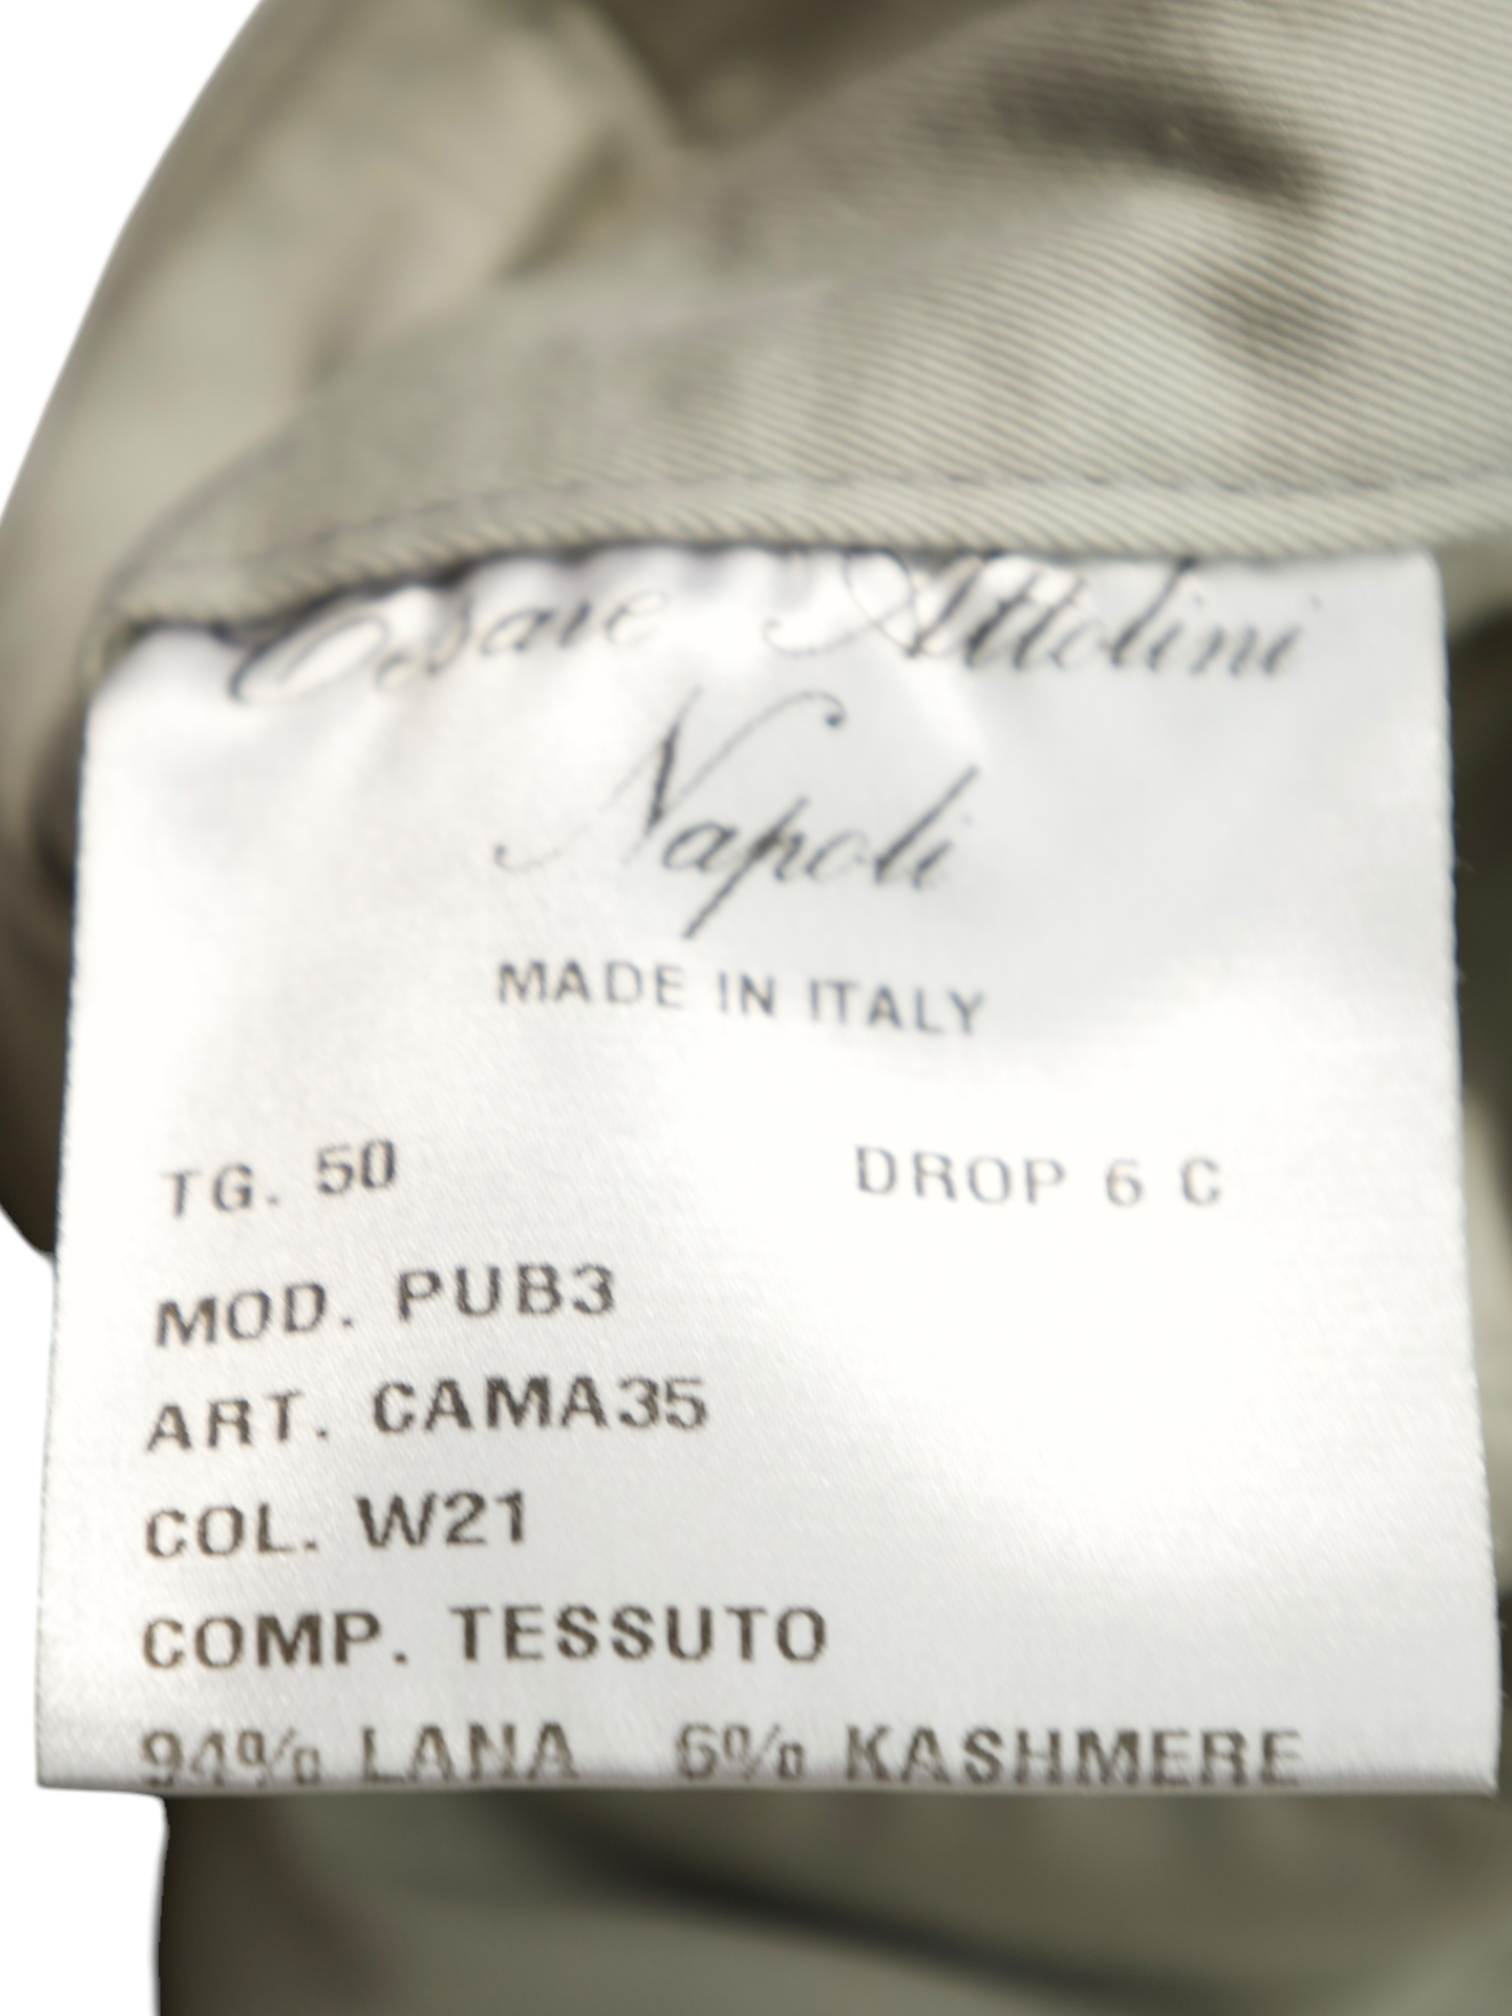 Cesare Attolini
Napoli
MADE IN ITALY
TG. 50 DROP 6 C
MOD. PUB3
ART. CAMA35
COL. W21
COMP. TESSUTO
94% LANA 6% KASHMERE